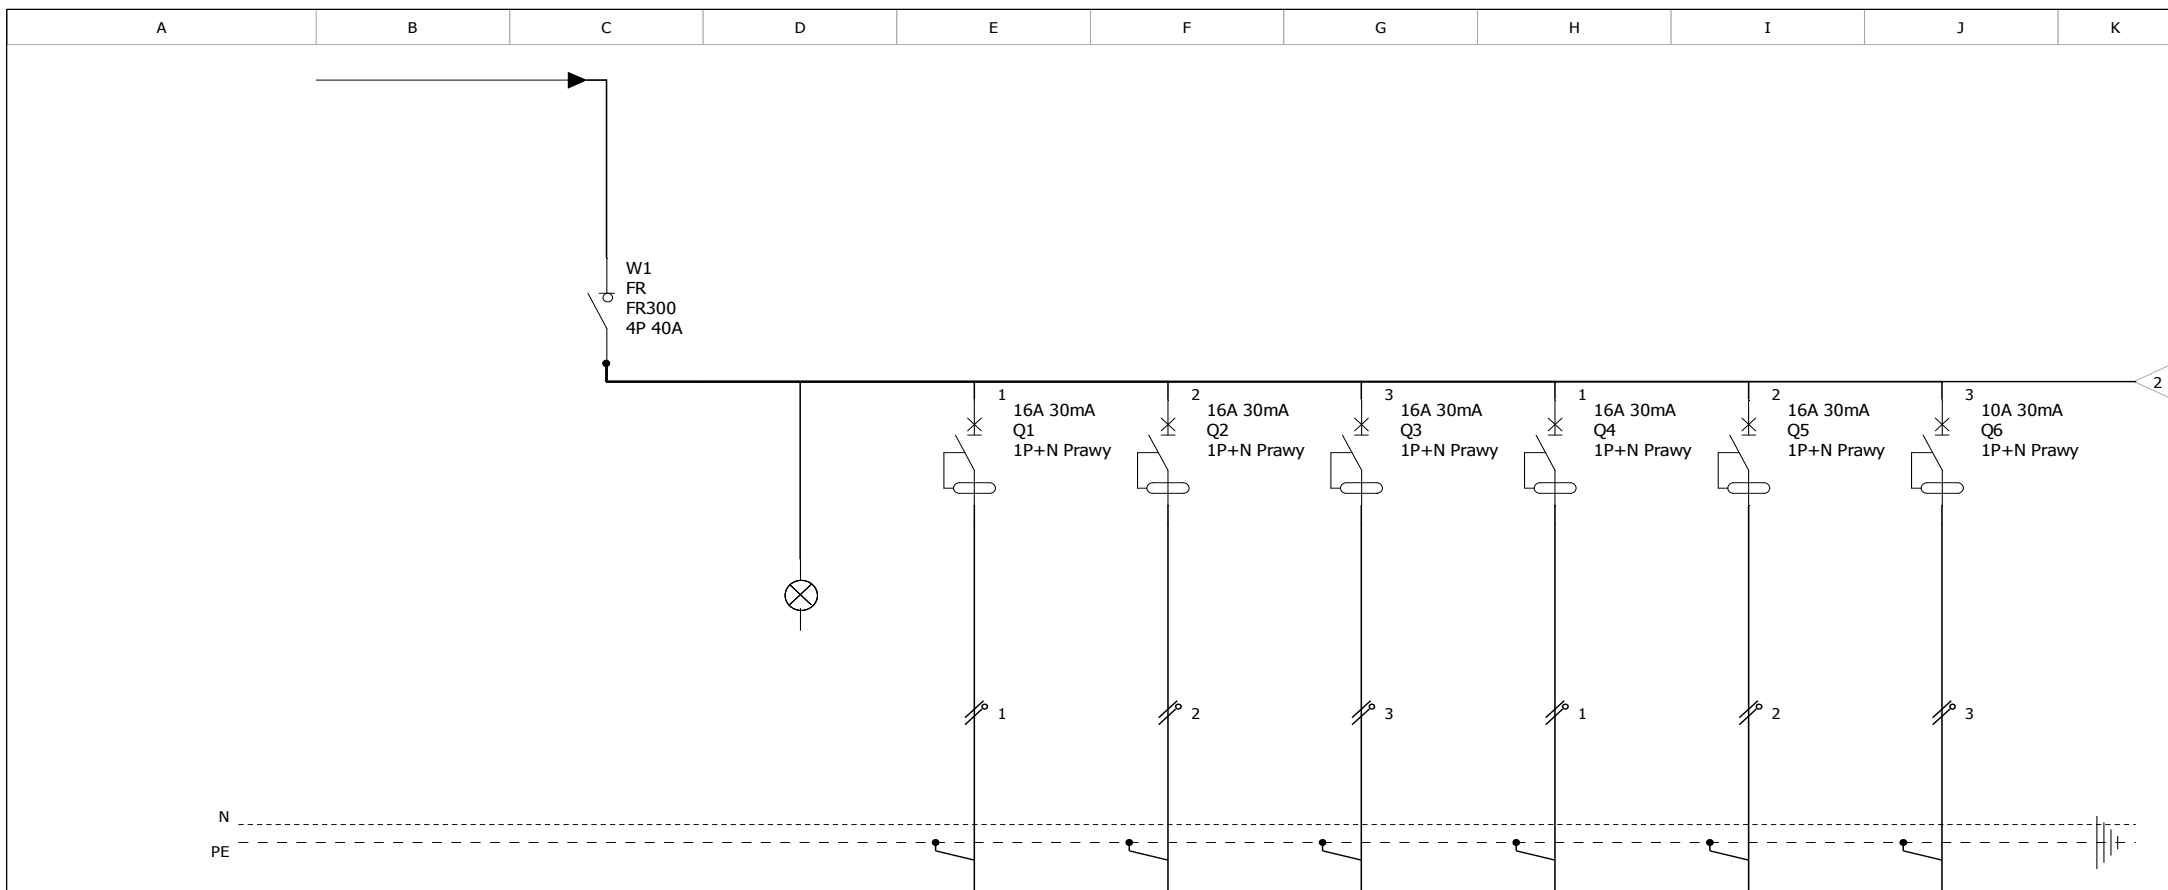 A B C D E F G H I J K
W1
FR
FR300
4P 40A
2
1
16A 30mA
Q1
1P+N Prawy
2
16A 30mA
Q2
1P+N Prawy
3
16A 30mA
Q3
1P+N Prawy
1
16A 30mA
Q4
1P+N Prawy
2
16A 30mA
Q5
1P+N Prawy
3
10A 30mA
Q6
1P+N Prawy
1 2 3 1 2 3
N
PE